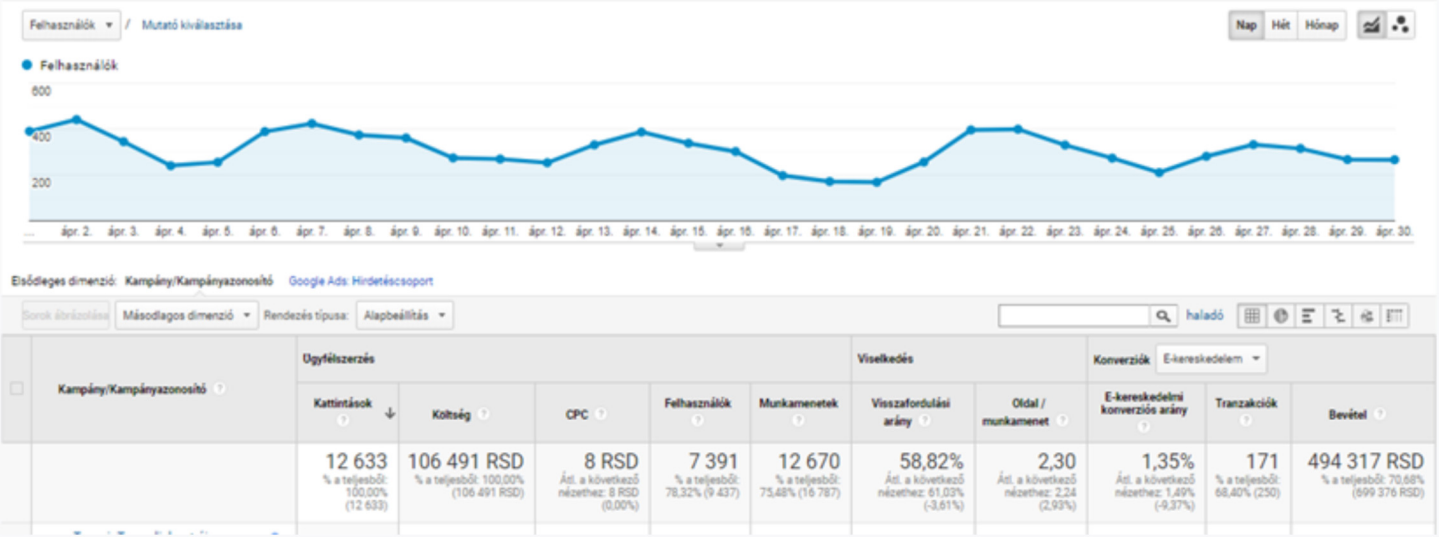 Felhasználók / Mutató kiválasztása
Nap Hét Hónap
Felhasználók
600
400
200
... ápr. 2. ápr. 3. ápr. 4. ápr. 5. ápr. 6. ápr. 7. ápr. 8. ápr. 9. ápr. 10. ápr. 11. ápr. 12. ápr. 13. ápr. 14. ápr. 15. ápr. 16. ápr. 17. ápr. 18. ápr. 19. ápr. 20. ápr. 21. ápr. 22. ápr. 23. ápr. 24. ápr. 25. ápr. 26. ápr. 27. ápr. 28. ápr. 29. ápr. 30.
Elsődleges dimenzió: Kampány/Kampányazonosító Google Ads: Hirdetéscsoport
Sorok ábrázolása Másodlagos dimenzió Rendezés típusa: Alapbeállítás haladó
Kampány/Kampányazonosító ?
Ügyfélszerzés Viselkedés Konverziók E-kereskedelem
Kattintások ? Költség ? CPC ? Felhasználók ? Munkamenetek ? Visszafordulási arány ? Oldal / munkamenet ? E-kereskedelmi konverziós arány ? Tranzakciók ? Bevétel ?
12 633 106 491 RSD 8 RSD 7 391 12 670 58,82% 2,30 1,35% 171 494 317 RSD
% a teljesből: 100,00% (12 633)
% a teljesből: 100,00% (106 491 RSD)
Átl. a következő nézethez: 8 RSD (0,00%)
% a teljesből: 78,32% (9 437)
% a teljesből: 75,48% (16 787)
Átl. a következő nézethez: 61,03% (-3,61%)
Átl. a következő nézethez: 2,24 (2,93%)
Átl. a következő nézethez: 1,49% (-9,37%)
% a teljesből: 68,40% (250)
% a teljesből: 70,68% (699 376 RSD)